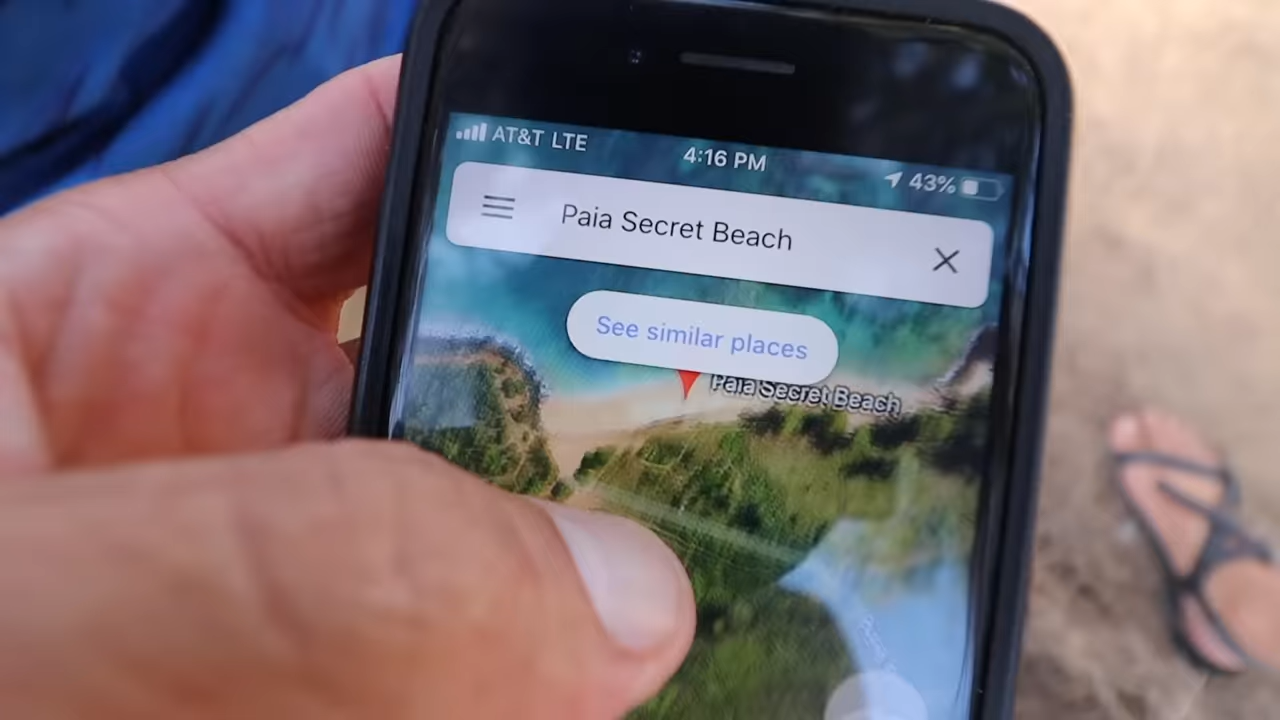 AT&T LTE
4:16 PM
43%
Paia Secret Beach
See similar places
Paia Secret Beach